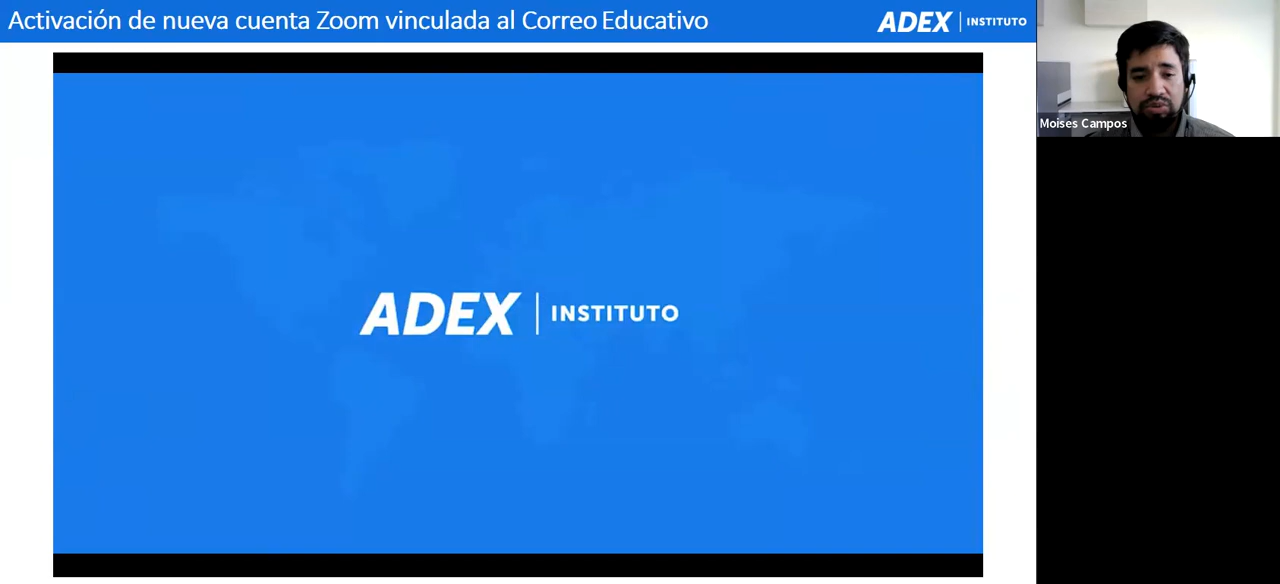 Activación de nueva cuenta Zoom vinculada al Correo Educativo
ADEX | INSTITUTO
Moises Campos
ADEX | INSTITUTO